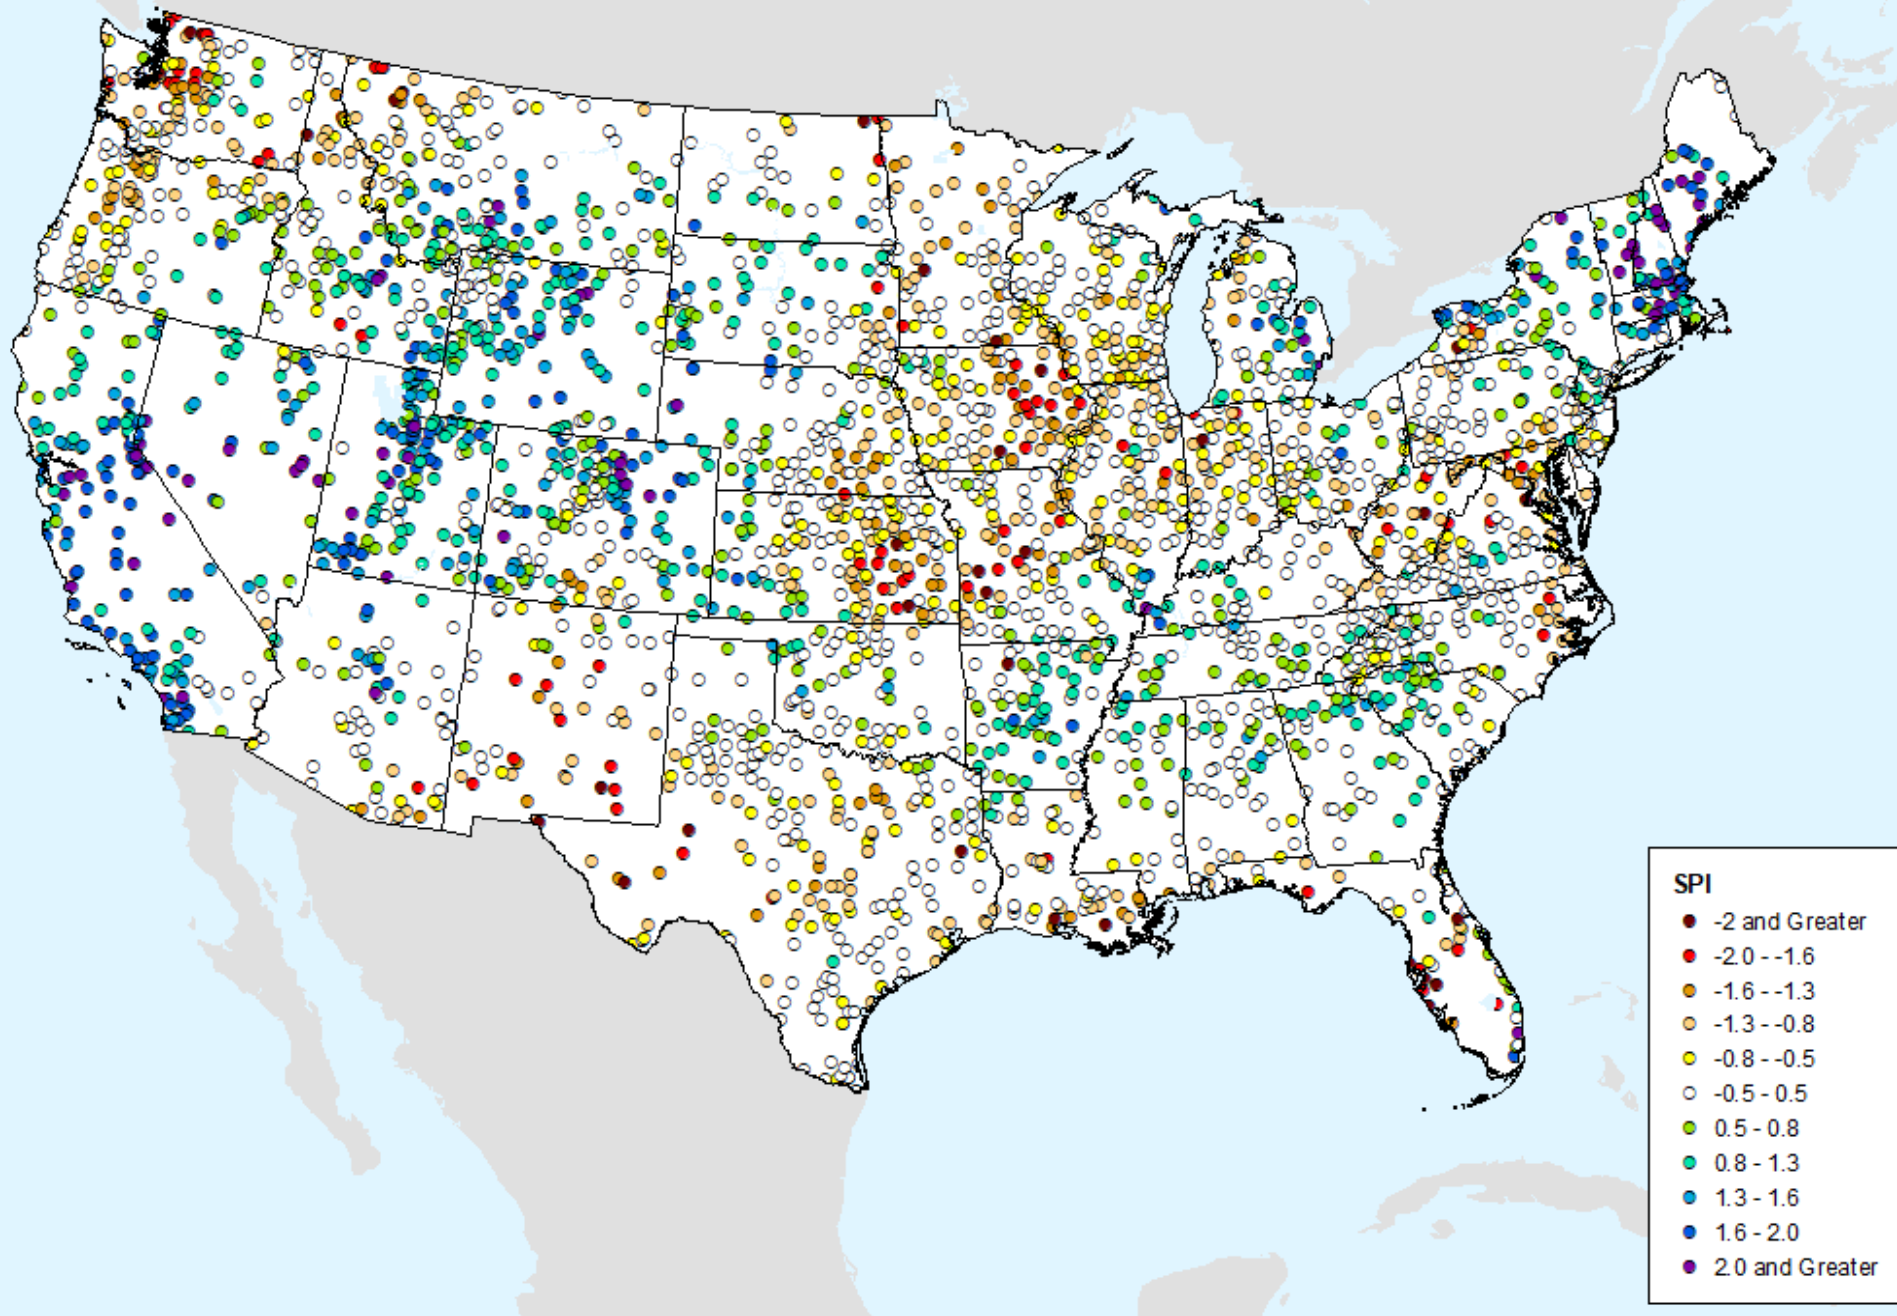 SPI
-2 and Greater
-2.0 - -1.6
-1.6 - -1.3
-1.3 - -0.8
-0.8 - -0.5
-0.5 - 0.5
0.5 - 0.8
0.8 - 1.3
1.3 - 1.6
1.6 - 2.0
2.0 and Greater